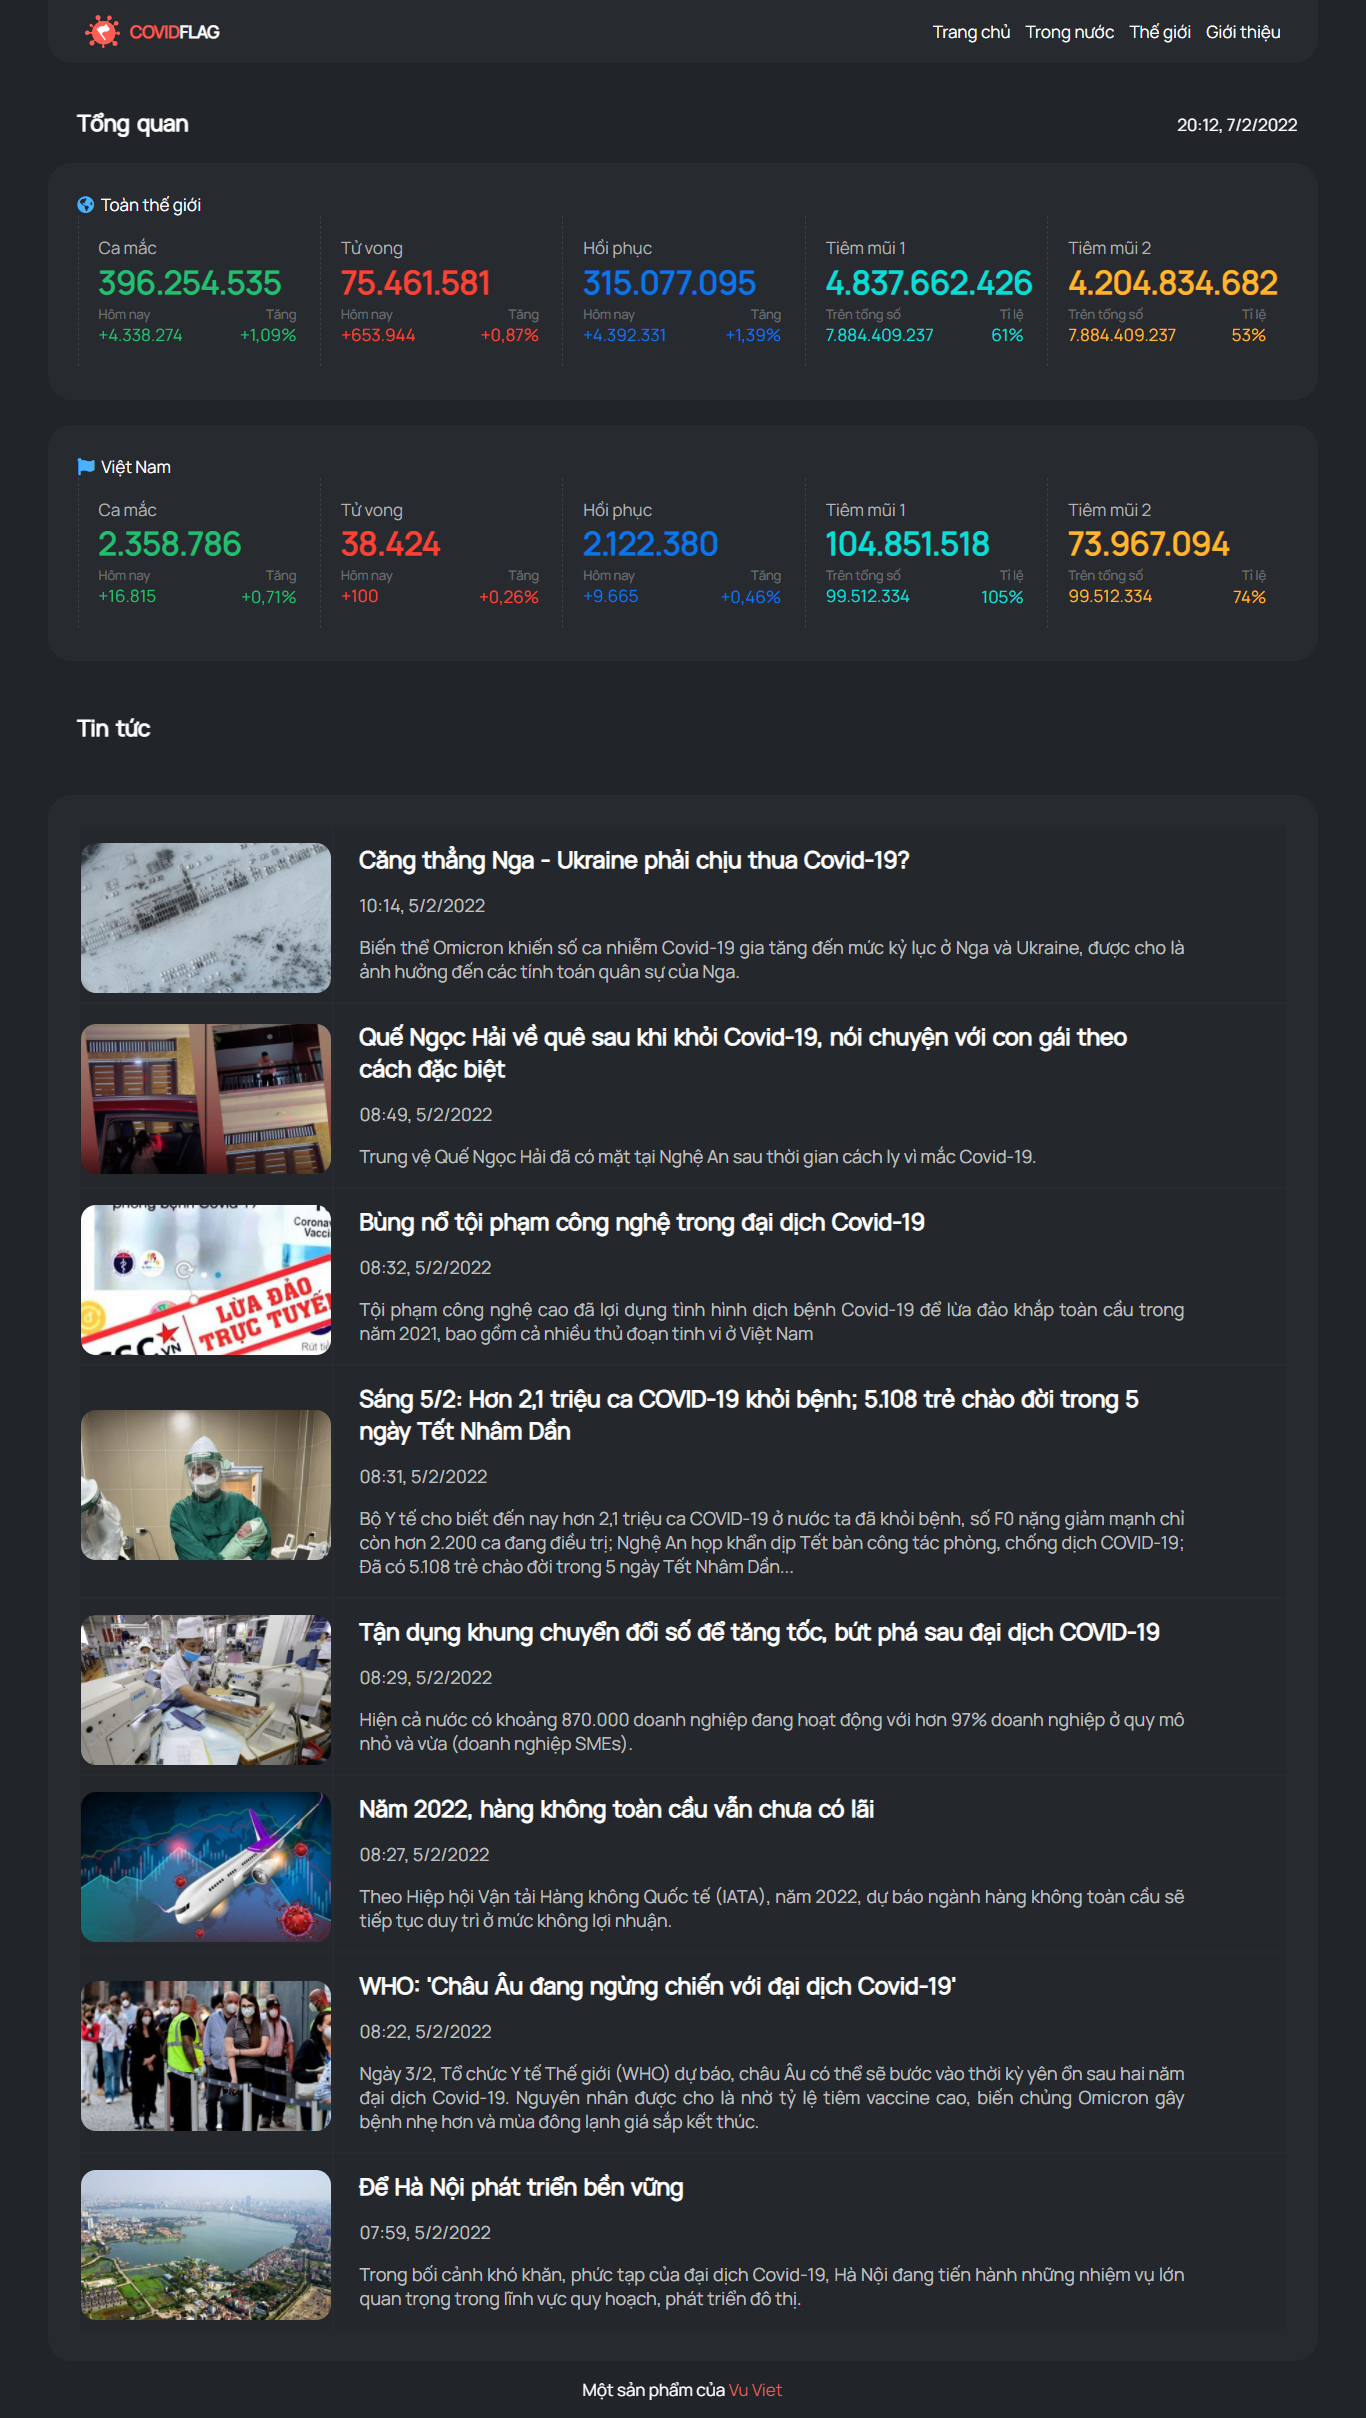 COVIDFLAG
Trang chủ Trong nước Thế giới Giới thiệu
Tổng quan
20:12, 7/2/2022
Toàn thế giới
Ca mắc
396.254.535
Hôm nay Tăng
+4.338.274 +1,09%
Tử vong
75.461.581
Hôm nay Tăng
+653.944 +0,87%
Hồi phục
315.077.095
Hôm nay Tăng
+4.392.331 +1,39%
Tiêm mũi 1
4.837.662.426
Trên tổng số Tỉ lệ
7.884.409.237 61%
Tiêm mũi 2
4.204.834.682
Trên tổng số Tỉ lệ
7.884.409.237 53%
Việt Nam
Ca mắc
2.358.786
Hôm nay Tăng
+16.815 +0,71%
Tử vong
38.424
Hôm nay Tăng
+100 +0,26%
Hồi phục
2.122.380
Hôm nay Tăng
+9.665 +0,46%
Tiêm mũi 1
104.851.518
Trên tổng số Tỉ lệ
99.512.334 105%
Tiêm mũi 2
73.967.094
Trên tổng số Tỉ lệ
99.512.334 74%
Tin tức
Căng thẳng Nga - Ukraine phải chịu thua Covid-19?
10:14, 5/2/2022
Biến thể Omicron khiến số ca nhiễm Covid-19 gia tăng đến mức kỷ lục ở Nga và Ukraine, được cho là
ảnh hưởng đến các tính toán quân sự của Nga.
Quế Ngọc Hải về quê sau khi khỏi Covid-19, nói chuyện với con gái theo
cách đặc biệt
08:49, 5/2/2022
Trung vệ Quế Ngọc Hải đã có mặt tại Nghệ An sau thời gian cách ly vì mắc Covid-19.
phòng bệnh Covid-19
Corona
Vacci
LỪA ĐẢO
TRỰC TUYẾN
CSC
.VN
Rút ti
Bùng nổ tội phạm công nghệ trong đại dịch Covid-19
08:32, 5/2/2022
Tội phạm công nghệ cao đã lợi dụng tình hình dịch bệnh Covid-19 để lừa đảo khắp toàn cầu trong
năm 2021, bao gồm cả nhiều thủ đoạn tinh vi ở Việt Nam
Sáng 5/2: Hơn 2,1 triệu ca COVID-19 khỏi bệnh; 5.108 trẻ chào đời trong 5
ngày Tết Nhâm Dần
08:31, 5/2/2022
Bộ Y tế cho biết đến nay hơn 2,1 triệu ca COVID-19 ở nước ta đã khỏi bệnh, số F0 nặng giảm mạnh chỉ
còn hơn 2.200 ca đang điều trị; Nghệ An họp khẩn dịp Tết bàn công tác phòng, chống dịch COVID-19;
Đã có 5.108 trẻ chào đời trong 5 ngày Tết Nhâm Dần...
Tận dụng khung chuyển đổi số để tăng tốc, bứt phá sau đại dịch COVID-19
08:29, 5/2/2022
Hiện cả nước có khoảng 870.000 doanh nghiệp đang hoạt động với hơn 97% doanh nghiệp ở quy mô
nhỏ và vừa (doanh nghiệp SMEs).
Năm 2022, hàng không toàn cầu vẫn chưa có lãi
08:27, 5/2/2022
Theo Hiệp hội Vận tải Hàng không Quốc tế (IATA), năm 2022, dự báo ngành hàng không toàn cầu sẽ
tiếp tục duy trì ở mức không lợi nhuận.
WHO: 'Châu Âu đang ngừng chiến với đại dịch Covid-19'
08:22, 5/2/2022
Ngày 3/2, Tổ chức Y tế Thế giới (WHO) dự báo, châu Âu có thể sẽ bước vào thời kỳ yên ổn sau hai năm
đại dịch Covid-19. Nguyên nhân được cho là nhờ tỷ lệ tiêm vaccine cao, biến chủng Omicron gây
bệnh nhẹ hơn và mùa đông lạnh giá sắp kết thúc.
Để Hà Nội phát triển bền vững
07:59, 5/2/2022
Trong bối cảnh khó khăn, phức tạp của đại dịch Covid-19, Hà Nội đang tiến hành những nhiệm vụ lớn
quan trọng trong lĩnh vực quy hoạch, phát triển đô thị.
Một sản phẩm của Vu Viet